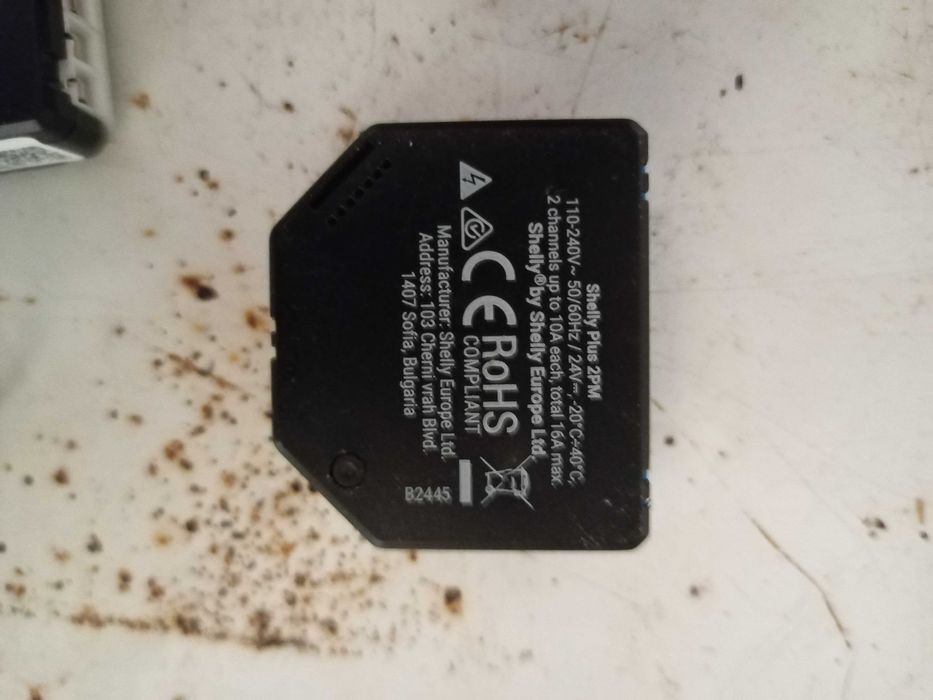 Shelly Plus 2PM
110-240V~ 50/60Hz / 24V⎓, -20°C÷40°C,
2 channels up to 10A each, total 16A max.
Shelly® by Shelly Europe Ltd.
CE RoHS
COMPLIANT
Manufacturer: Shelly Europe Ltd.
Address: 103 Cherni vrah Blvd.
1407 Sofia, Bulgaria
B2445